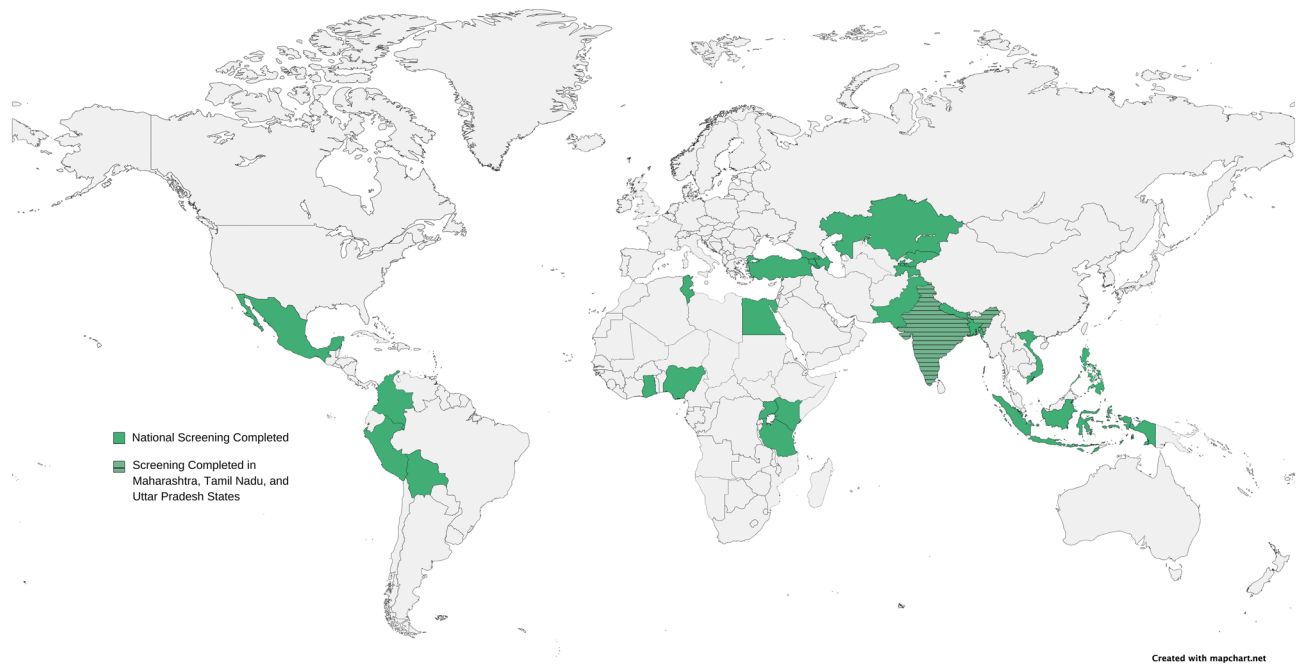 National Screening Completed
Screening Completed in
Maharashtra, Tamil Nadu, and
Uttar Pradesh States
Created with mapchart.net